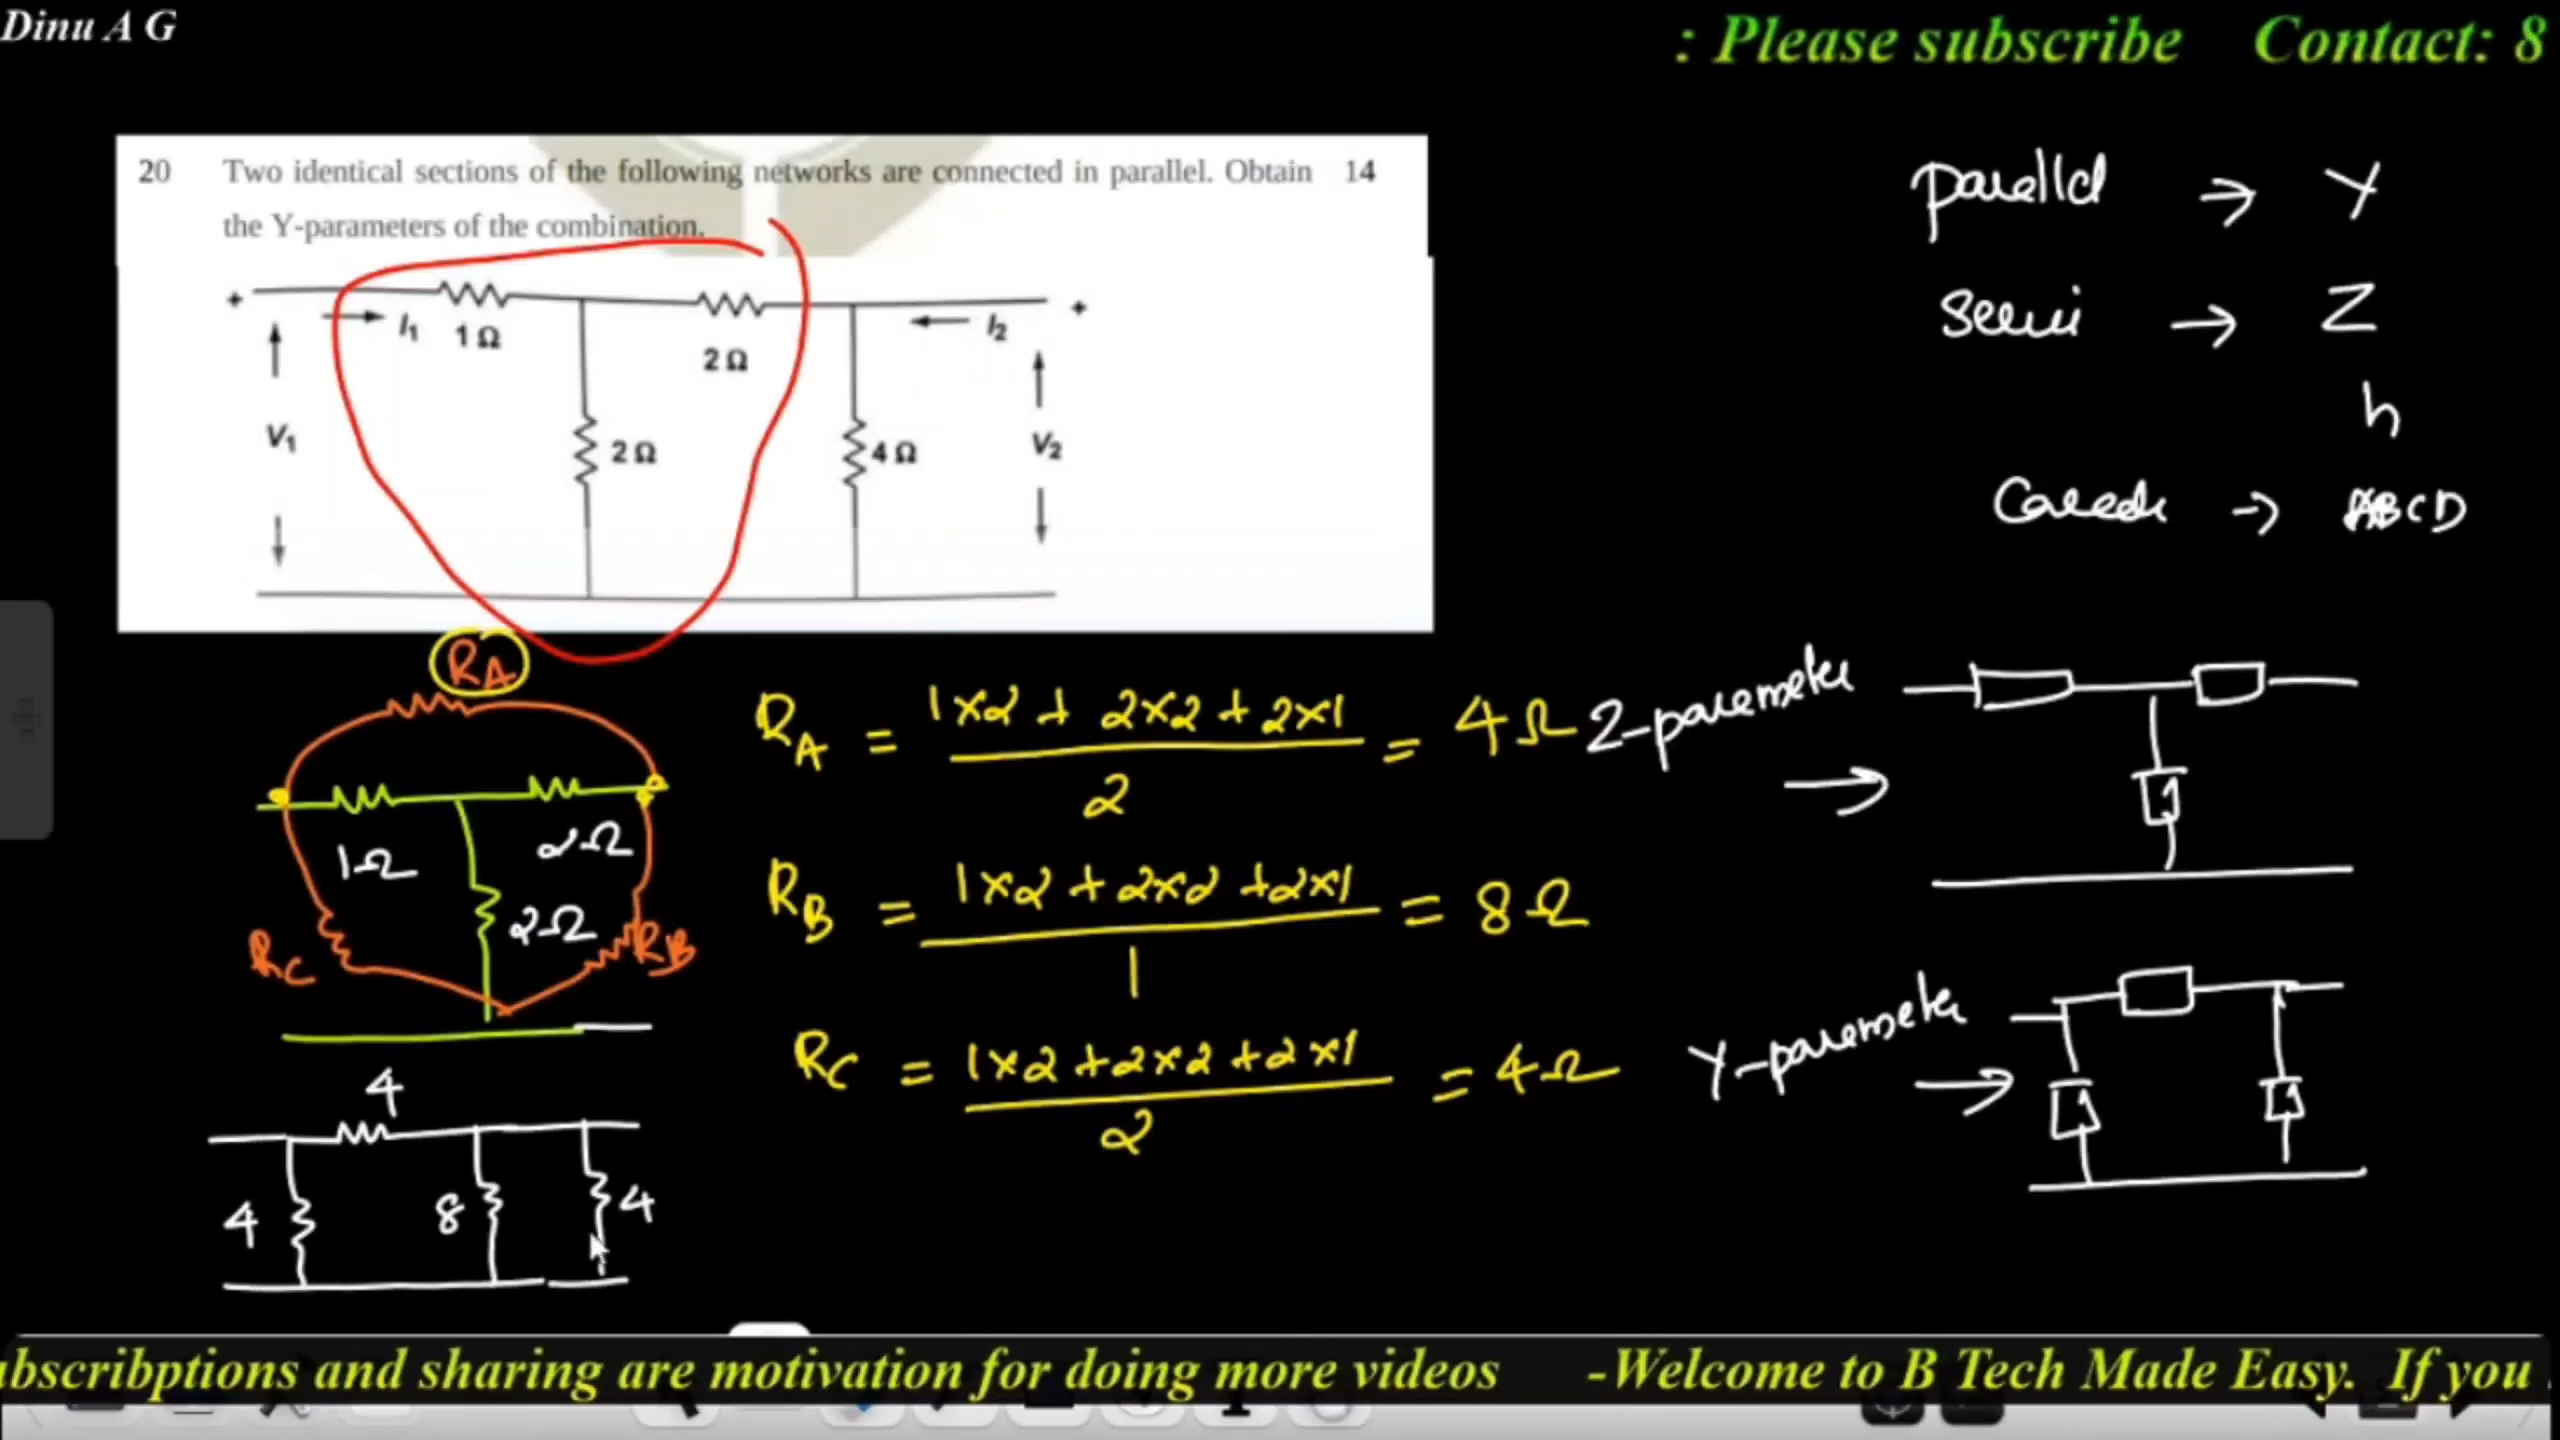 Dinu A G
: Please subscribe Contact: 8
20 Two identical sections of the following networks are connected in parallel. Obtain 14
the Y-parameters of the combination.
+ I1 1Ω 2Ω I2 +
V1 2Ω 4Ω V2
parallel → Y
Series → Z
h
Cascade → ABCD
RA
1Ω 2Ω
2Ω
RC RB
RA = 1×2 + 2×2 + 2×1 / 2 = 4Ω
RB = 1×2 + 2×2 + 2×1 / 1 = 8Ω
RC = 1×2 + 2×2 + 2×1 / 2 = 4Ω
Z-parameter →
Y-parameter →
4
4 8 4
ubscribptions and sharing are motivation for doing more videos -Welcome to B Tech Made Easy. If you